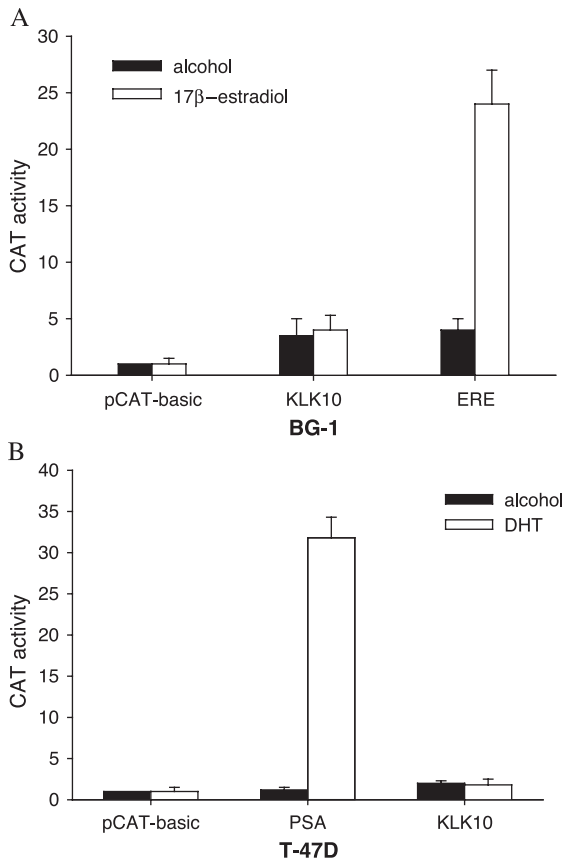 A
30
25
20
15
10
5
0
CAT activity
alcohol
17β–estradiol
pCAT-basic KLK10 ERE
BG-1
B
40
35
30
25
20
15
10
5
0
CAT activity
alcohol
DHT
pCAT-basic PSA KLK10
T-47D